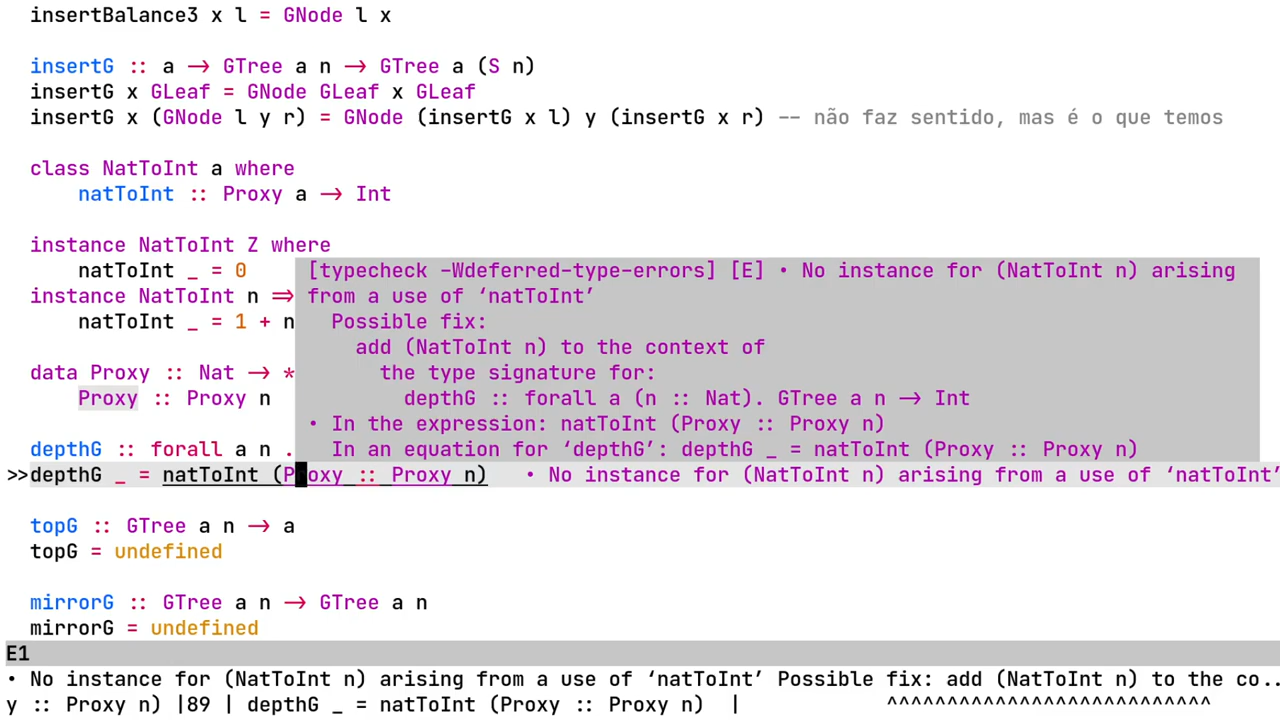 insertBalance3 x l = GNode l x
insertG :: a → GTree a n → GTree a (S n)
insertG x GLeaf = GNode GLeaf x GLeaf
insertG x (GNode l y r) = GNode (insertG x l) y (insertG x r) -- não faz sentido, mas é o que temos
class NatToInt a where
natToInt :: Proxy a → Int
instance NatToInt Z where
natToInt _ = 0
instance NatToInt n ⇒
natToInt _ = 1 + n
data Proxy :: Nat → *
Proxy :: Proxy n
[typecheck -Wdeferred-type-errors] [E] • No instance for (NatToInt n) arising
from a use of ‘natToInt’
Possible fix:
add (NatToInt n) to the context of
the type signature for:
depthG :: forall a (n :: Nat). GTree a n → Int
• In the expression: natToInt (Proxy :: Proxy n)
In an equation for ‘depthG’: depthG _ = natToInt (Proxy :: Proxy n)
depthG :: forall a n .
>>depthG _ = natToInt (Proxy :: Proxy n) • No instance for (NatToInt n) arising from a use of ‘natToInt’
topG :: GTree a n → a
topG = undefined
mirrorG :: GTree a n → GTree a n
mirrorG = undefined
E1
• No instance for (NatToInt n) arising from a use of ‘natToInt’ Possible fix: add (NatToInt n) to the co..
y :: Proxy n) |89 | depthG _ = natToInt (Proxy :: Proxy n) | ^^^^^^^^^^^^^^^^^^^^^^^^^^^